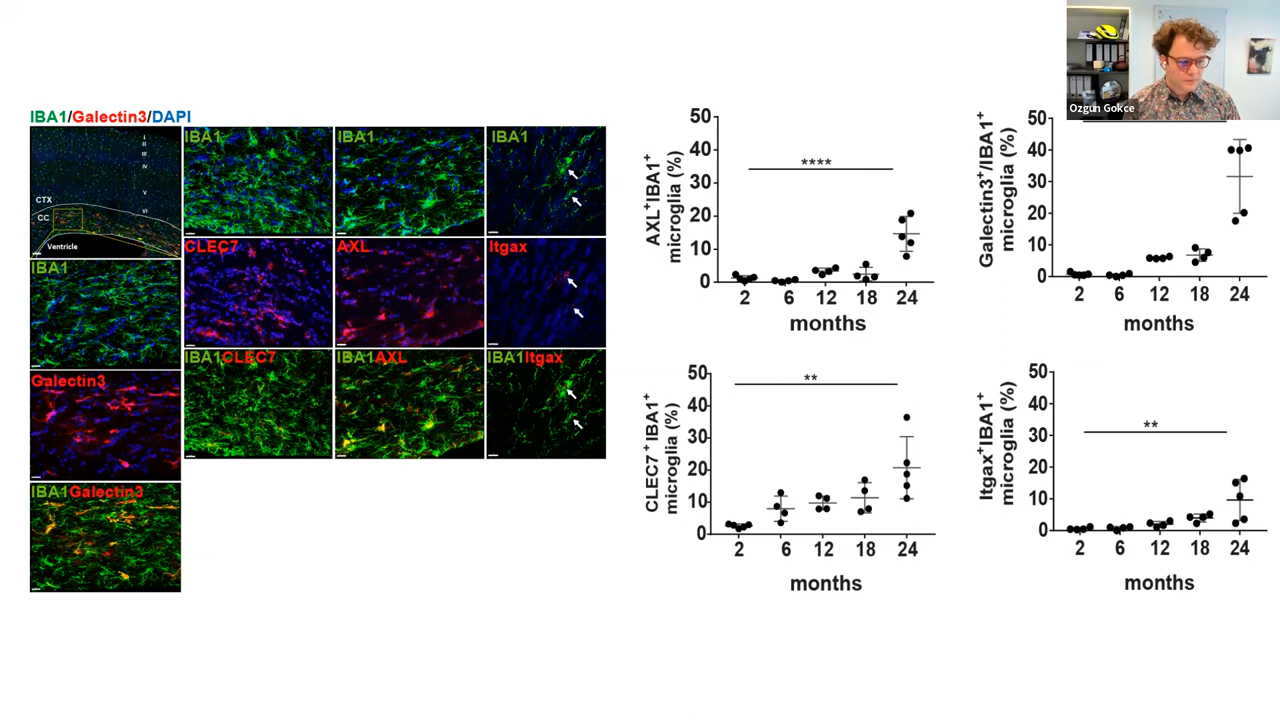 IBA1/Galectin3/DAPI
I
II
III
IV
V
VI
CTX
CC
Ventricle
IBA1
Galectin3
IBA1Galectin3
IBA1
CLEC7
IBA1CLEC7
IBA1
AXL
IBA1AXL
IBA1
Itgax
IBA1Itgax
AXL+IBA1+
microglia (%)
50
40
30
20
10
0
****
2 6 12 18 24
months
Galectin3+/IBA1+
microglia (%)
50
40
30
20
10
0
2 6 12 18 24
months
CLEC7 + IBA1+
microglia (%)
50
40
30
20
10
0
**
2 6 12 18 24
months
Itgax+IBA1+
microglia (%)
50
40
30
20
10
0
**
2 6 12 18 24
months
Ozgun Gokce